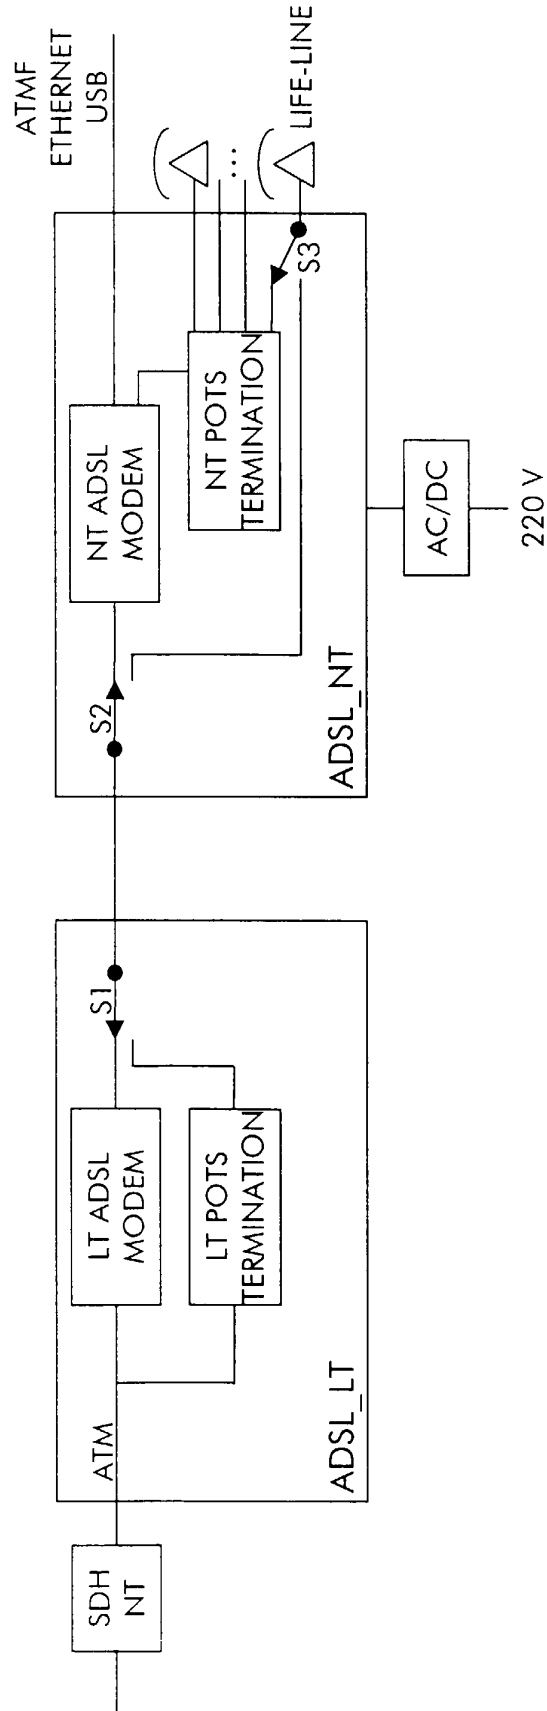 SDH
NT
ATM
LT ADSL
MODEM
S1
LT POTS
TERMINATION
ADSL_LT
S2
NT ADSL
MODEM
NT POTS
TERMINATION
S3
ADSL_NT
ATMF
ETHERNET
USB
...
LIFE-LINE
AC/DC
220 V